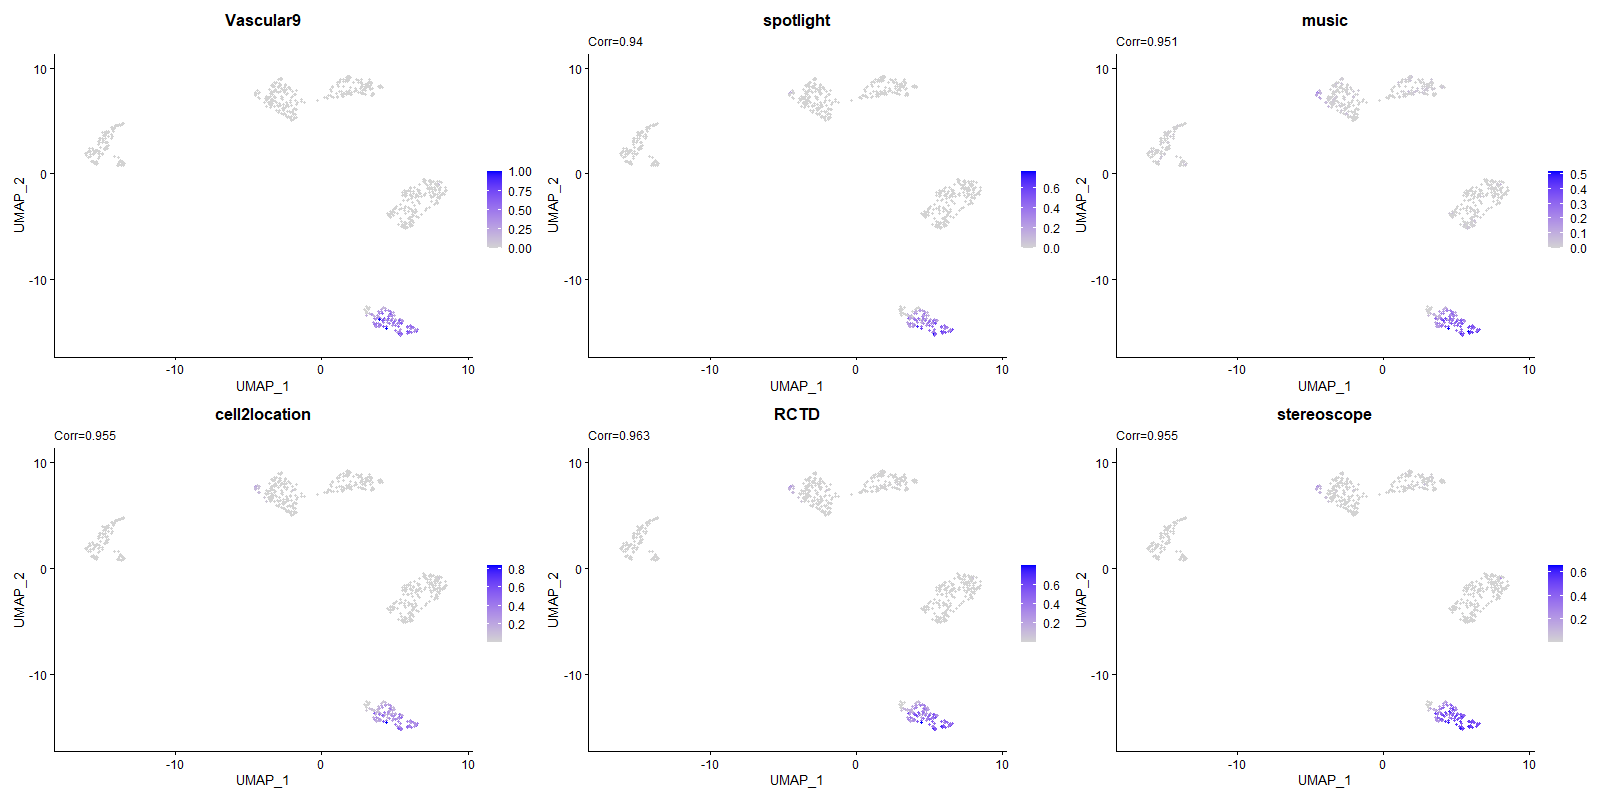 Vascular9
10
0
-10
UMAP_2
-10
0
10
UMAP_1
1.00
0.75
0.50
0.25
0.00
spotlight
Corr=0.94
10
0
-10
UMAP_2
-10
0
10
UMAP_1
0.6
0.4
0.2
0.0
music
Corr=0.951
10
0
-10
UMAP_2
-10
0
10
UMAP_1
0.5
0.4
0.3
0.2
0.1
0.0
cell2location
Corr=0.955
10
0
-10
UMAP_2
-10
0
10
UMAP_1
0.8
0.6
0.4
0.2
RCTD
Corr=0.963
10
0
-10
UMAP_2
-10
0
10
UMAP_1
0.6
0.4
0.2
stereoscope
Corr=0.955
10
0
-10
UMAP_2
-10
0
10
UMAP_1
0.6
0.4
0.2